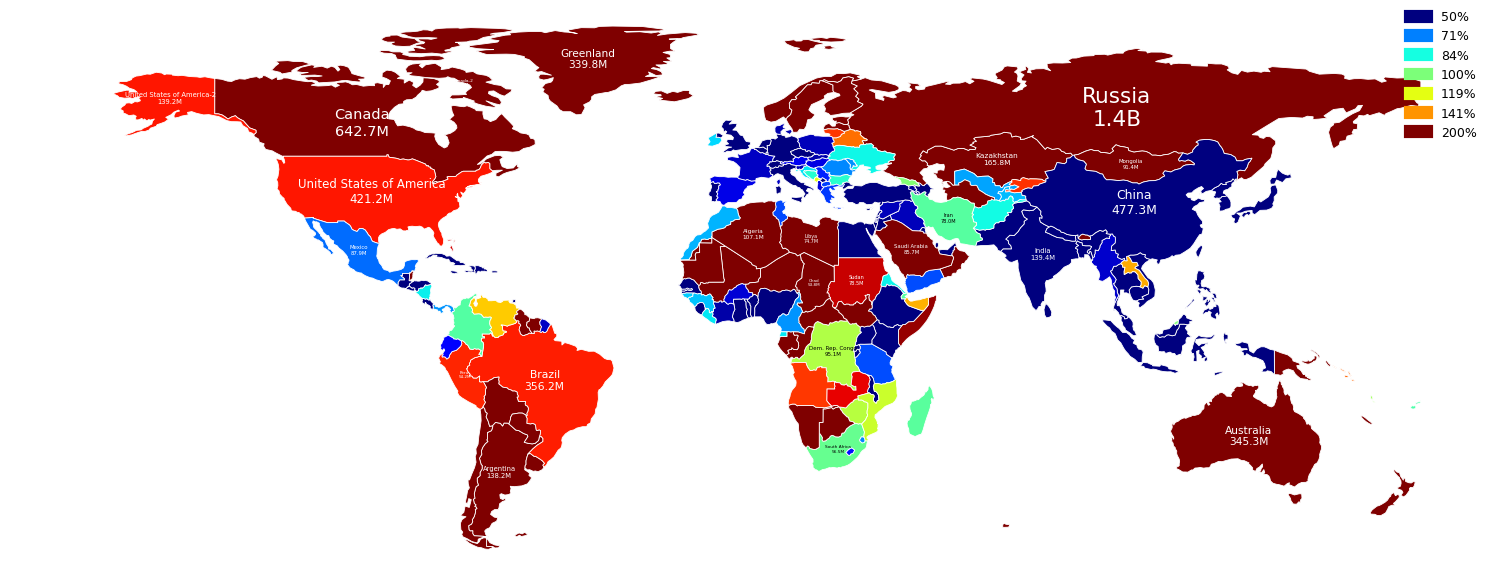 50%
71%
84%
100%
119%
141%
200%
Greenland
339.8M
United States of America-2
139.2M
Canada
642.7M
Russia
1.4B
Kazakhstan
165.8M
Mongolia
91.4M
United States of America
421.2M
China
477.3M
Iran
78.0M
Mexico
87.9M
Algeria
107.1M
Libya
74.7M
Saudi Arabia
85.7M
India
139.4M
Chad
Sudan
78.5M
Dem. Rep. Congo
95.1M
Brazil
356.2M
Peru
Australia
345.3M
South Africa
Argentina
138.2M